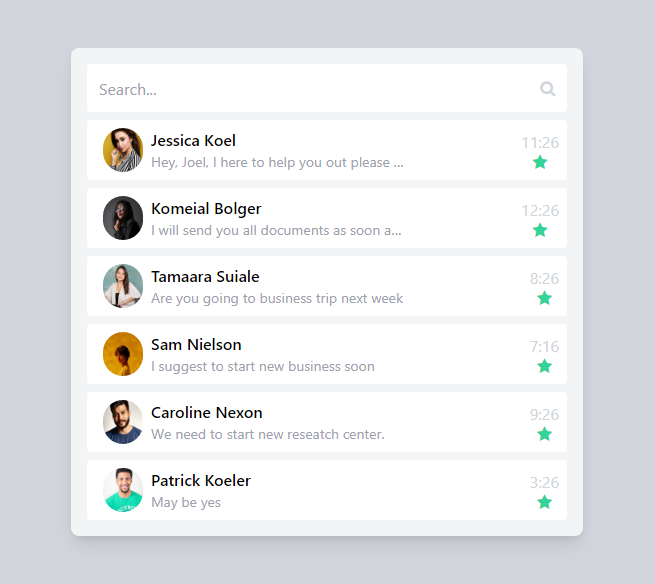 Search...
Jessica Koel
11:26
Hey, Joel, I here to help you out please ...
Komeial Bolger
12:26
I will send you all documents as soon a...
Tamaara Suiale
8:26
Are you going to business trip next week
Sam Nielson
7:16
I suggest to start new business soon
Caroline Nexon
9:26
We need to start new reseatch center.
Patrick Koeler
3:26
May be yes